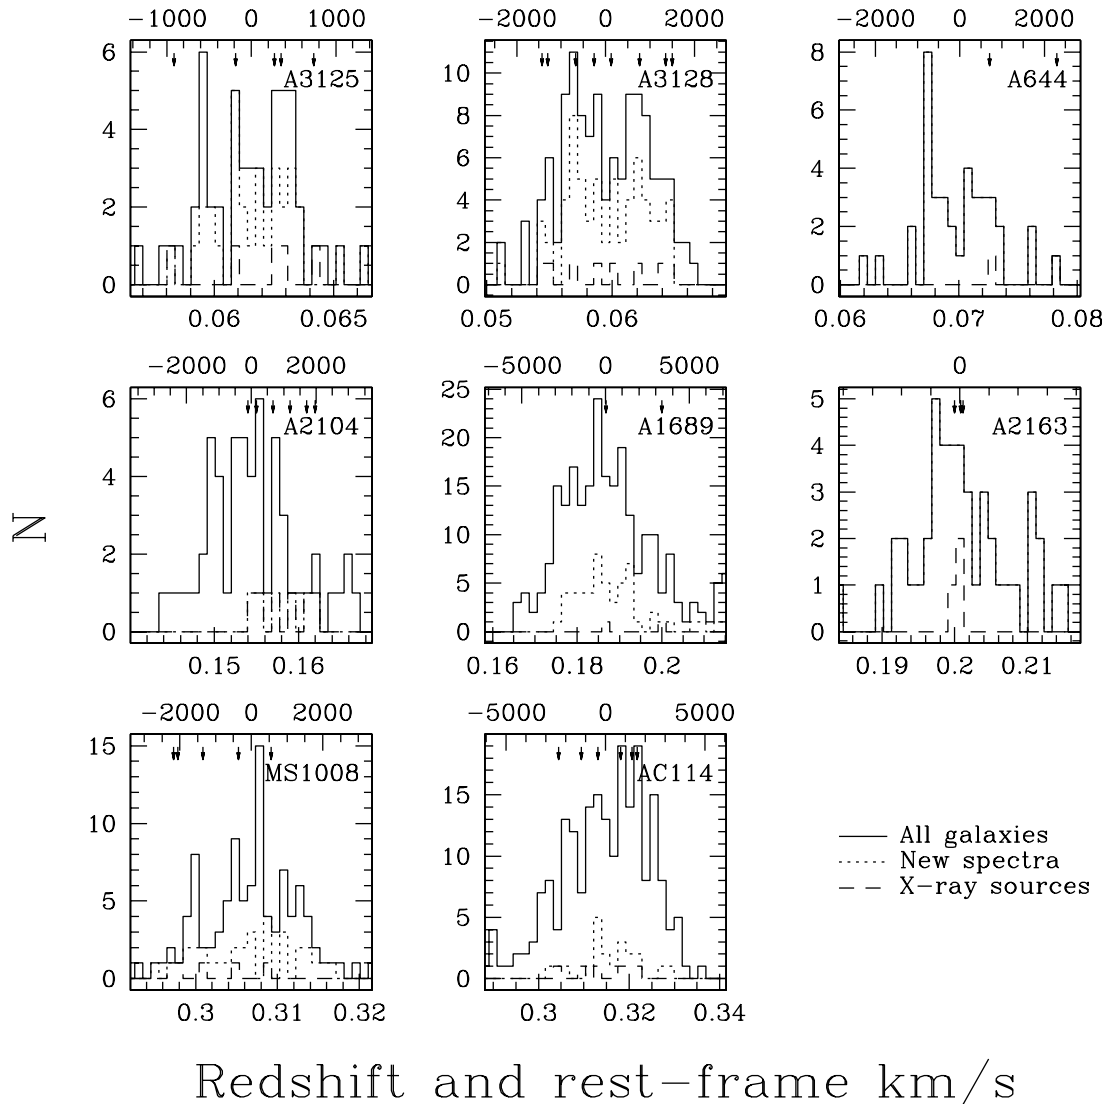 −1000 0 1000
−2000 0 2000
−2000 0 2000
6 A3125
4
2
0
0.06 0.065
10 A3128
8
6
4
2
0
0.05 0.06
8 A644
6
4
2
0
0.06 0.07 0.08
−2000 0 2000
−5000 0 5000
0
6 A2104
4
2
0
0.15 0.16
25
A1689
20
15
10
5
0
0.16 0.18 0.2
5 A2163
4
3
2
1
0
0.19 0.2 0.21
N
−2000 0 2000
−5000 0 5000
15 MS1008
10
5
0
0.3 0.31 0.32
AC114
15
10
5
0
0.3 0.32 0.34
All galaxies
New spectra
X−ray sources
Redshift and rest−frame km/s